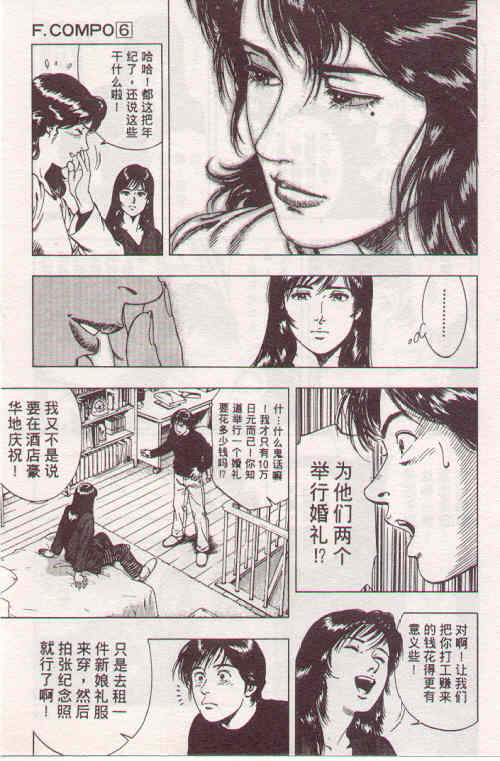 F.COMPO 6
哈哈！都这把年
纪了，还说这些
干什么啦！
………
为他们两个
举行婚礼!?
什…什么鬼话嘛
！我才只有10万
日元而已！你知
道举行一个婚礼
要花多少钱吗!?
我又不是说
要在酒店豪
华地庆祝！
对啊！让我们
把你打工赚来
的钱花得更有
意义些！
只是去租一
件新娘礼服
来穿，然后
拍张纪念照
就行了啊！